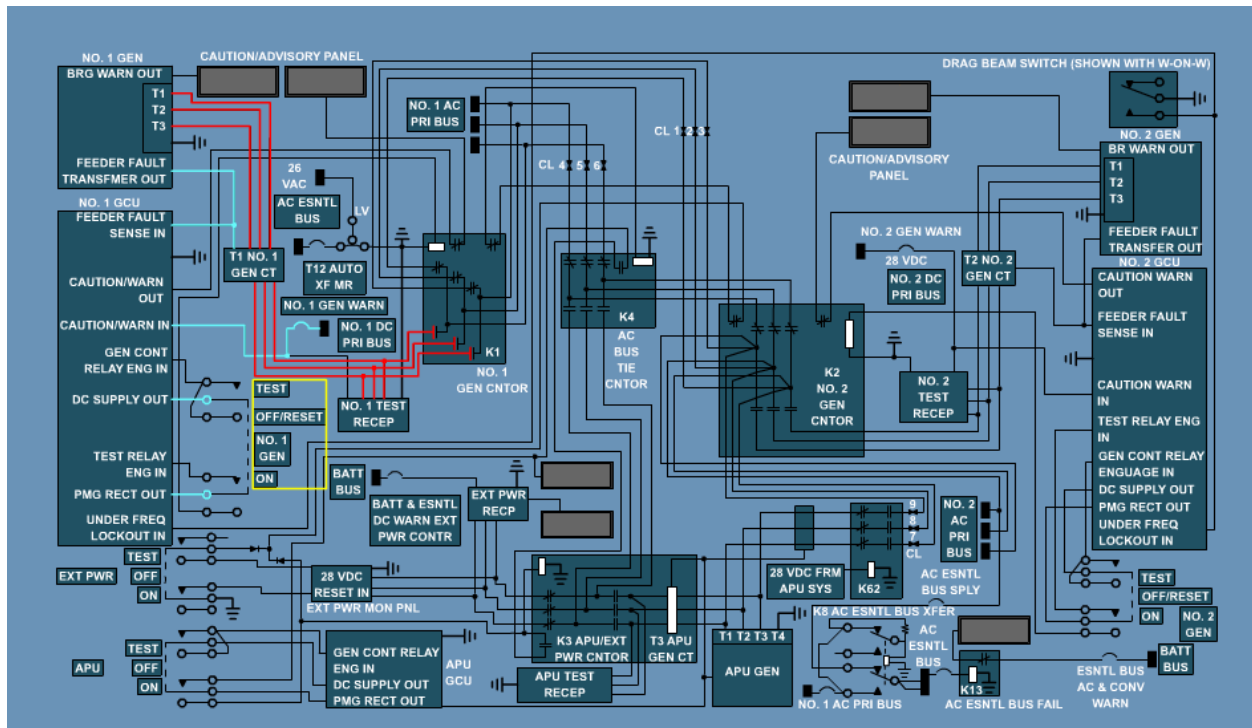 NO. 1 GEN
BRG WARN OUT
T1
T2
T3
FEEDER FAULT
TRANSFMER OUT
CAUTION/ADVISORY PANEL
NO. 1 GCU
FEEDER FAULT
SENSE IN
CAUTION/WARN
OUT
CAUTION/WARN IN
GEN CONT
RELAY ENG IN
DC SUPPLY OUT
TEST RELAY
ENG IN
PMG RECT OUT
UNDER FREQ
LOCKOUT IN
T1 NO. 1
GEN CT
26
VAC
AC ESNTL
BUS
LV
T12 AUTO
XF MR
NO. 1 GEN WARN
NO. 1 DC
PRI BUS
NO. 1 TEST
RECEP
TEST
OFF/RESET
NO. 1
GEN
ON
NO. 1 AC
PRI BUS
K1
NO. 1
GEN CNTOR
CL 4 5 6
CL 1 2 3
K4
AC
BUS
TIE
CNTOR
K2
NO. 2
GEN
CNTOR
CAUTION/ADVISORY
PANEL
DRAG BEAM SWITCH (SHOWN WITH W-ON-W)
NO. 2 GEN
BR WARN OUT
T1
T2
T3
FEEDER FAULT
TRANSFER OUT
NO. 2 GEN WARN
28 VDC
NO. 2 DC
PRI BUS
T2 NO. 2
GEN CT
NO. 2
TEST
RECEP
NO. 2 GCU
CAUTION WARN
OUT
FEEDER FAULT
SENSE IN
CAUTION WARN
IN
TEST RELAY ENG
IN
GEN CONT RELAY
ENGUAGE IN
DC SUPPLY OUT
PMG RECT OUT
UNDER FREQ
LOCKOUT IN
TEST
OFF/RESET
ON
NO. 2
GEN
BATT
BUS
BATT & ESNTL
DC WARN EXT
PWR CONTR
EXT PWR
RECP
EXT PWR
TEST
OFF
ON
28 VDC
RESET IN
EXT PWR MON PNL
APU
TEST
OFF
ON
GEN CONT RELAY
ENG IN
DC SUPPLY OUT
PMG RECT OUT
APU
GCU
K3 APU/EXT
PWR CNTOR
T3 APU
GEN CT
APU TEST
RECEP
T1 T2 T3 T4
APU GEN
28 VDC FRM
APU SYS
K62
9
8
7
CL
NO. 2
AC
PRI
BUS
AC ESNTL
BUS SPLY
K8 AC ESNTL BUS XFER
AC
ESNTL
BUS
NO. 1 AC PRI BUS
K13
AC ESNTL BUS FAIL
ESNTL BUS
AC & CONV
WARN
BATT
BUS